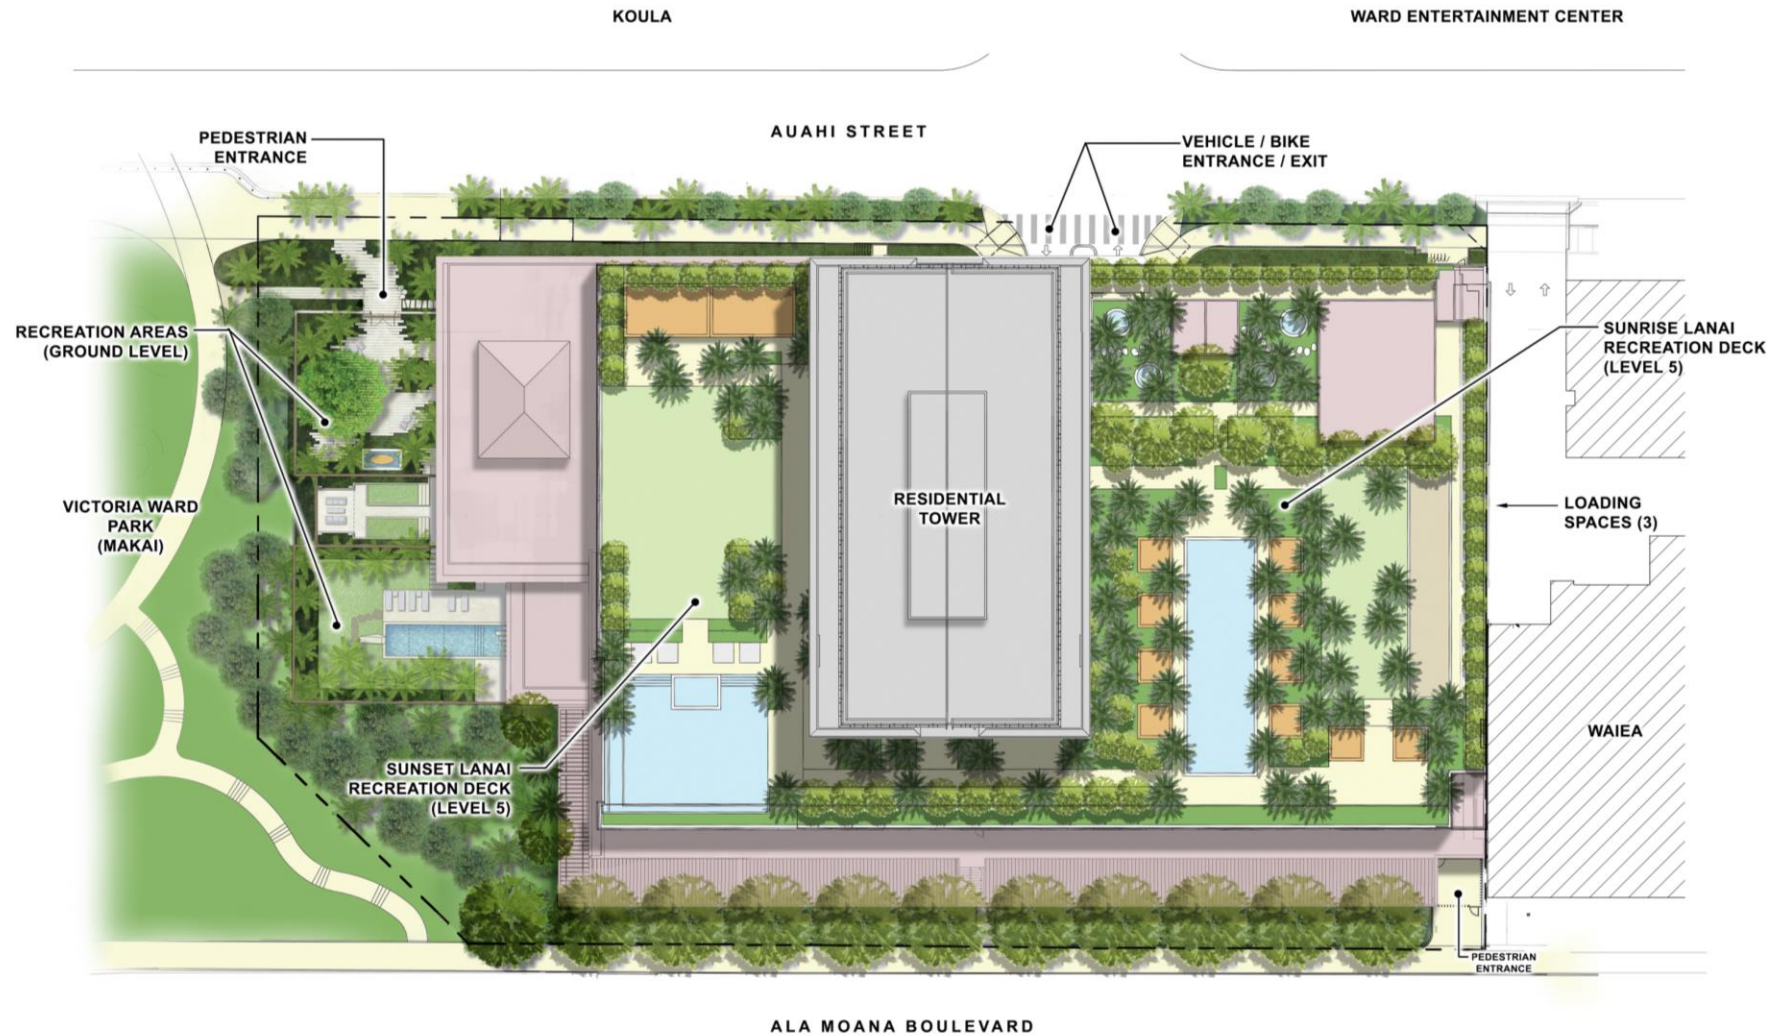 KOULA
WARD ENTERTAINMENT CENTER
AUAHI STREET
PEDESTRIAN
ENTRANCE
VEHICLE / BIKE
ENTRANCE / EXIT
RECREATION AREAS
(GROUND LEVEL)
SUNRISE LANAI
RECREATION DECK
(LEVEL 5)
VICTORIA WARD
PARK
(MAKAI)
RESIDENTIAL
TOWER
LOADING
SPACES (3)
WAIEA
SUNSET LANAI
RECREATION DECK
(LEVEL 5)
PEDESTRIAN
ENTRANCE
ALA MOANA BOULEVARD